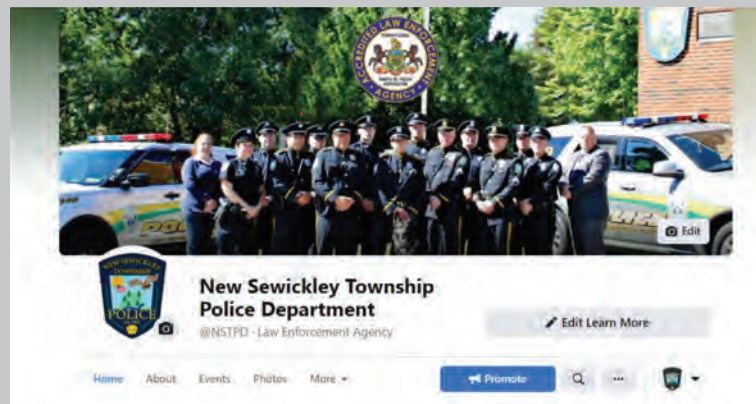 ACCREDITED LAW ENFORCEMENT
AGENCY
Edit
NEW SEWICKLEY
TOWNSHIP
POLICE
New Sewickley Township
Police Department
@NSTPD · Law Enforcement Agency
Edit Learn More
Home About Events Photos More
Promote